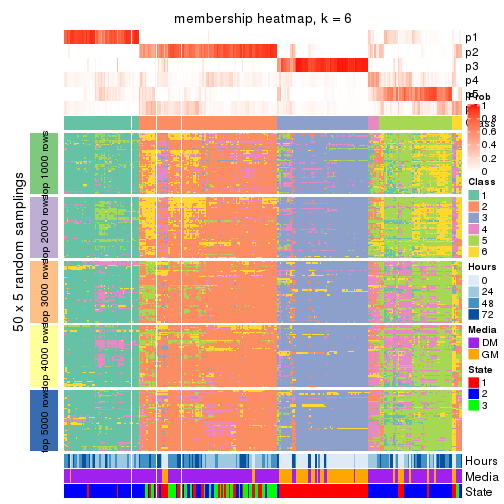 membership heatmap, k = 6
p1
p2
p3
p4
p5
Prob
1
0.8
0.6
0.4
0.2
0
Class
1
2
3
4
5
6
Hours
0
24
48
72
Media
DM
GM
State
1
2
3
50 x 5 random samplings
top 1000 rows
top 2000 rows
top 3000 rows
top 4000 rows
top 5000 rows
Hours
Media
State